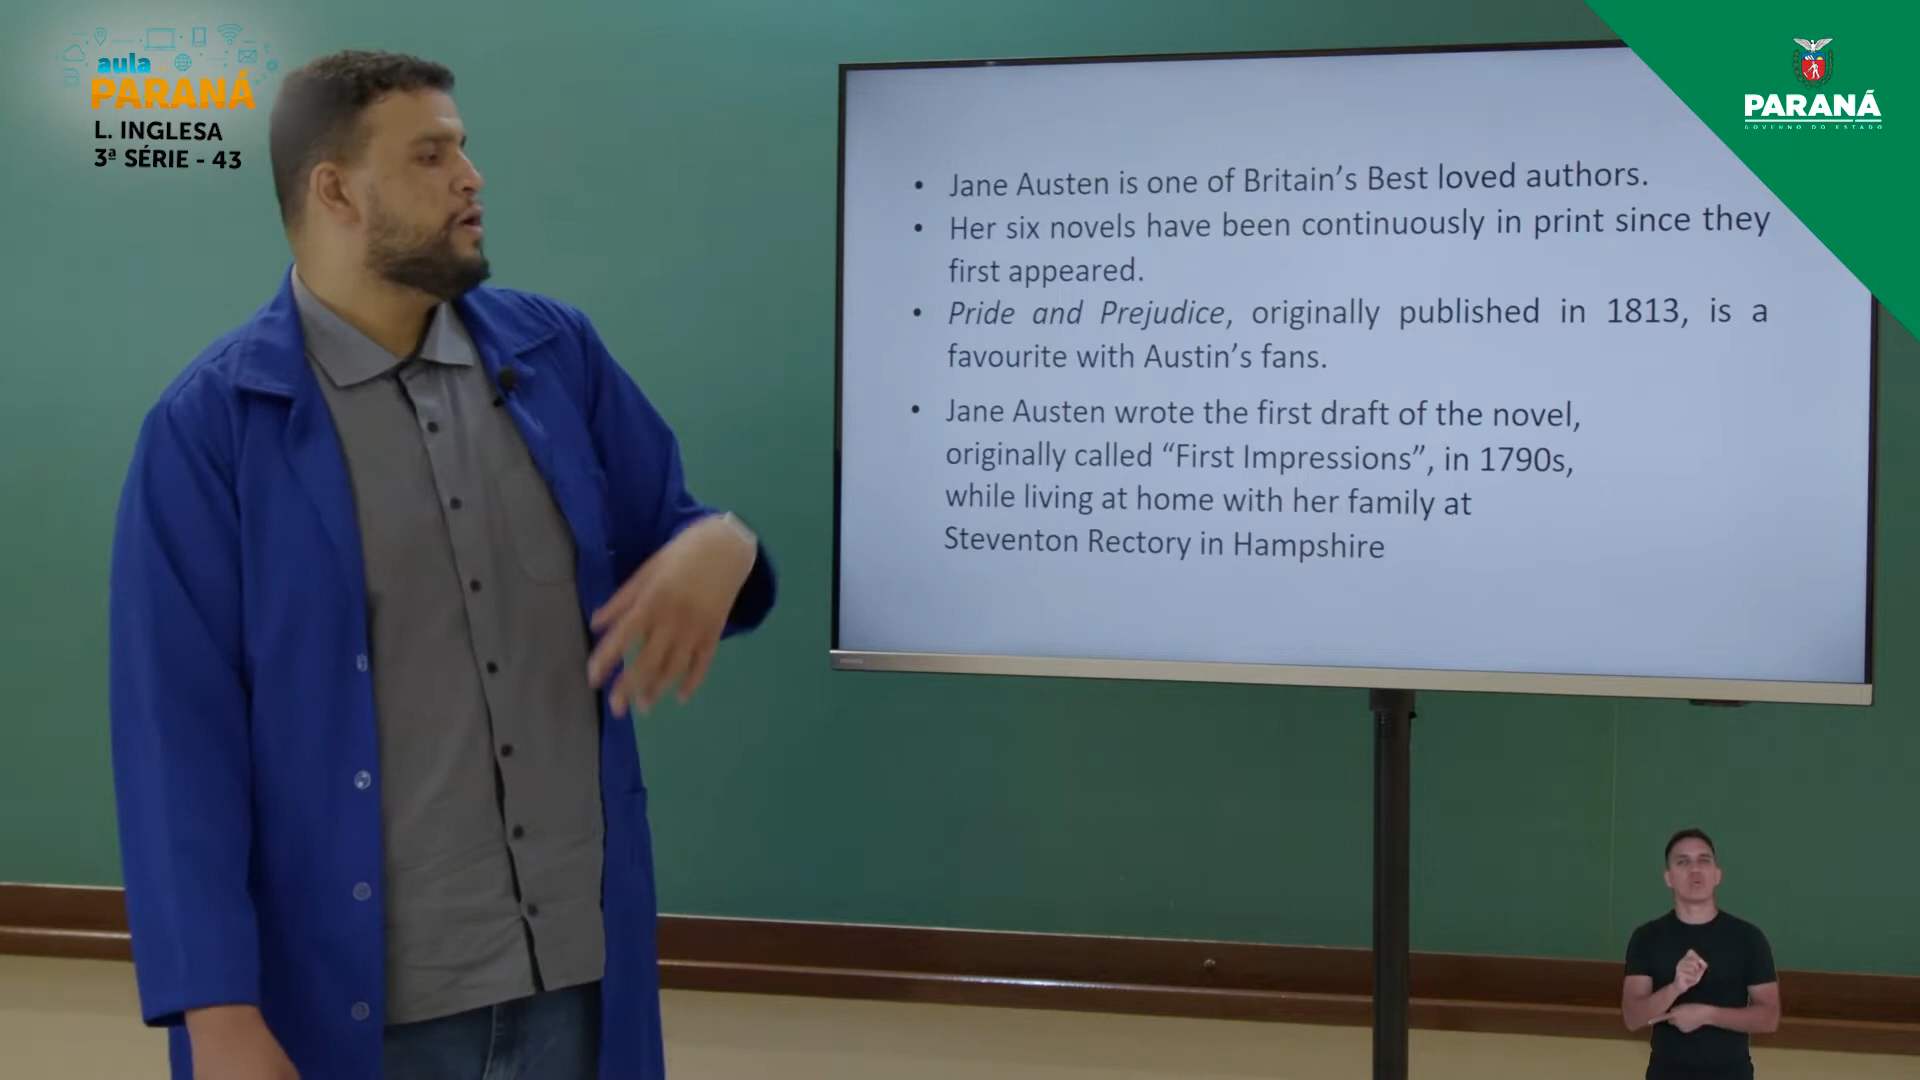 aula
PARANÁ
L. INGLESA
3ª SÉRIE - 43
PARANÁ
GOVERNO DO ESTADO
• Jane Austen is one of Britain’s Best loved authors.
• Her six novels have been continuously in print since they
first appeared.
• Pride and Prejudice, originally published in 1813, is a
favourite with Austin’s fans.
• Jane Austen wrote the first draft of the novel,
originally called “First Impressions”, in 1790s,
while living at home with her family at
Steventon Rectory in Hampshire